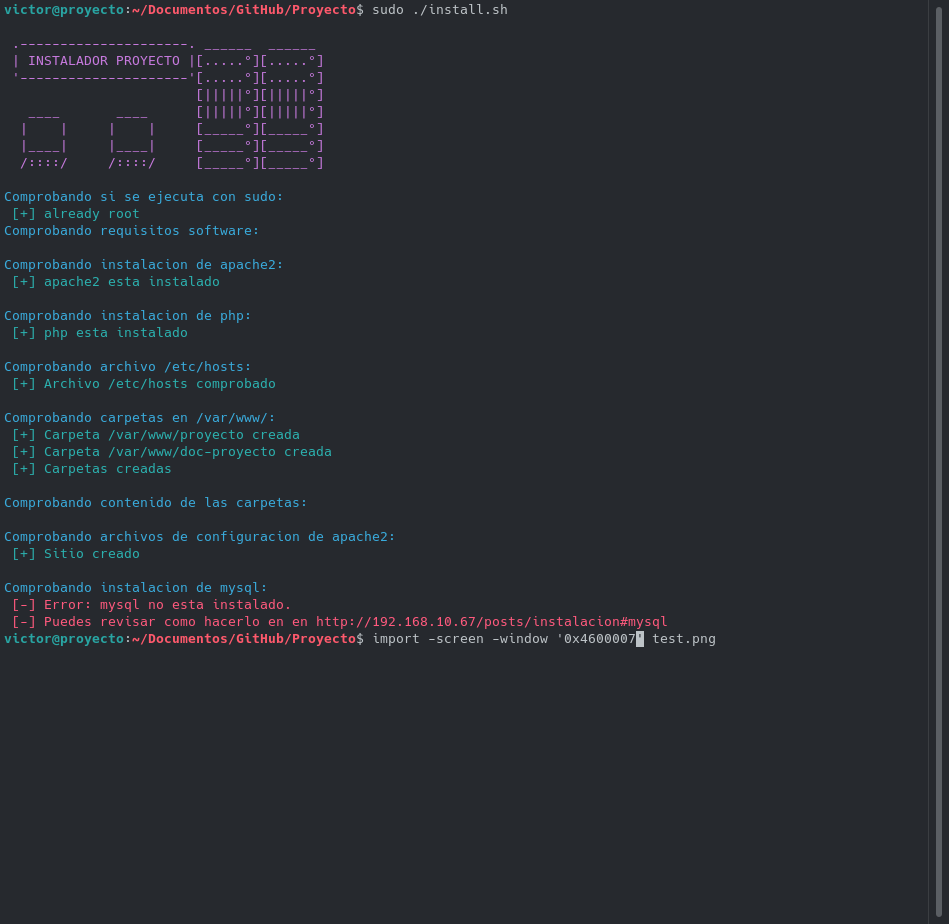 victor@proyecto:~/Documentos/GitHub/Proyecto$ sudo ./install.sh

 .---------------------. ______  ______
 | INSTALADOR PROYECTO |[.....°][.....°]
 '---------------------'[.....°][.....°]
                        [|||||°][|||||°]
   ____       ____      [|||||°][|||||°]
  |    |     |    |     [_____°][_____°]
  |____|     |____|     [_____°][_____°]
  /::::/     /::::/     [_____°][_____°]

Comprobando si se ejecuta con sudo:
 [+] already root
Comprobando requisitos software:

Comprobando instalacion de apache2:
 [+] apache2 esta instalado

Comprobando instalacion de php:
 [+] php esta instalado

Comprobando archivo /etc/hosts:
 [+] Archivo /etc/hosts comprobado

Comprobando carpetas en /var/www/:
 [+] Carpeta /var/www/proyecto creada
 [+] Carpeta /var/www/doc-proyecto creada
 [+] Carpetas creadas

Comprobando contenido de las carpetas:

Comprobando archivos de configuracion de apache2:
 [+] Sitio creado

Comprobando instalacion de mysql:
 [-] Error: mysql no esta instalado.
 [-] Puedes revisar como hacerlo en en http://192.168.10.67/posts/instalacion#mysql
victor@proyecto:~/Documentos/GitHub/Proyecto$ import -screen -window '0x4600007' test.png